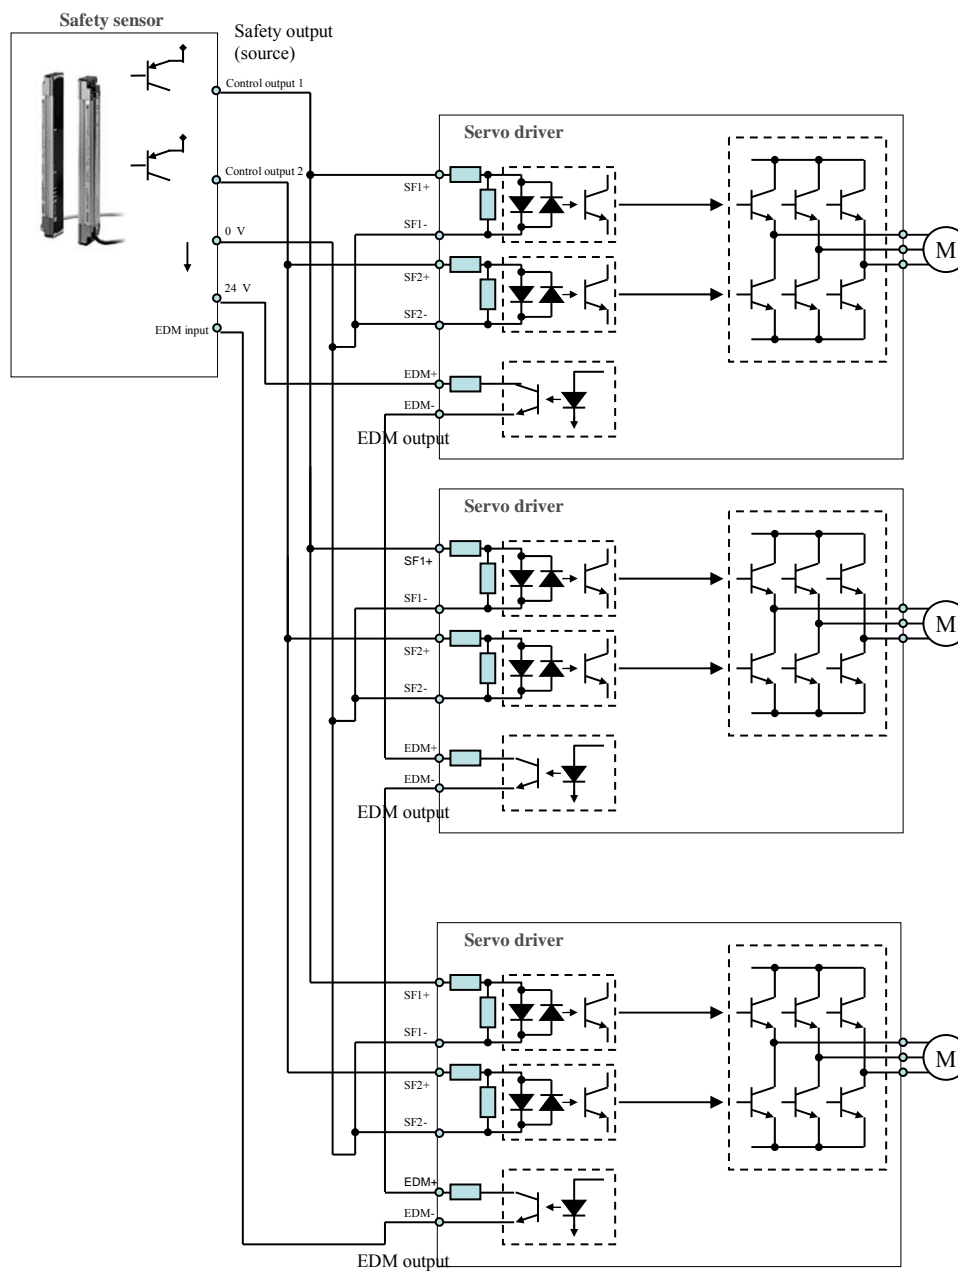 Safety sensor
Safety output
(source)
Control output 1
Control output 2
0 V
24 V
EDM input
Servo driver
SF1+
SF1-
SF2+
SF2-
EDM+
EDM-
EDM output
M
Servo driver
SF1+
SF1-
SF2+
SF2-
EDM+
EDM-
EDM output
M
Servo driver
SF1+
SF1-
SF2+
SF2-
EDM+
EDM-
EDM output
M